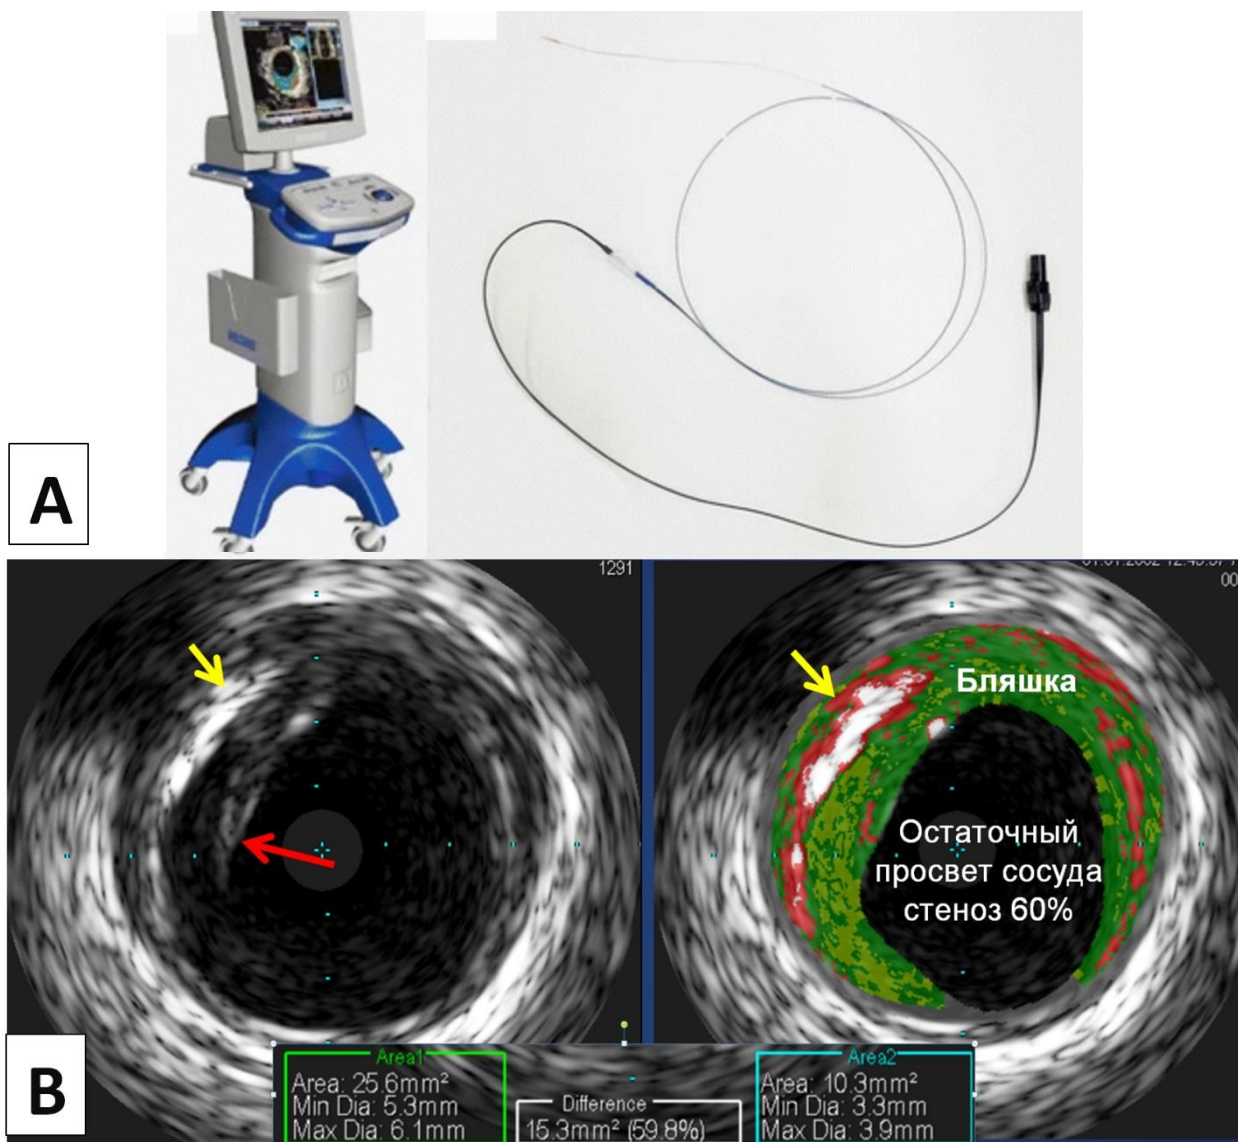 A
1291
00
Бляшка
Остаточный
просвет сосуда
стеноз 60%
B
Area1
Area: 25.6mm²
Min Dia: 5.3mm
Max Dia: 6.1mm
Difference
15.3mm² (59.8%)
Area2
Area: 10.3mm²
Min Dia: 3.3mm
Max Dia: 3.9mm